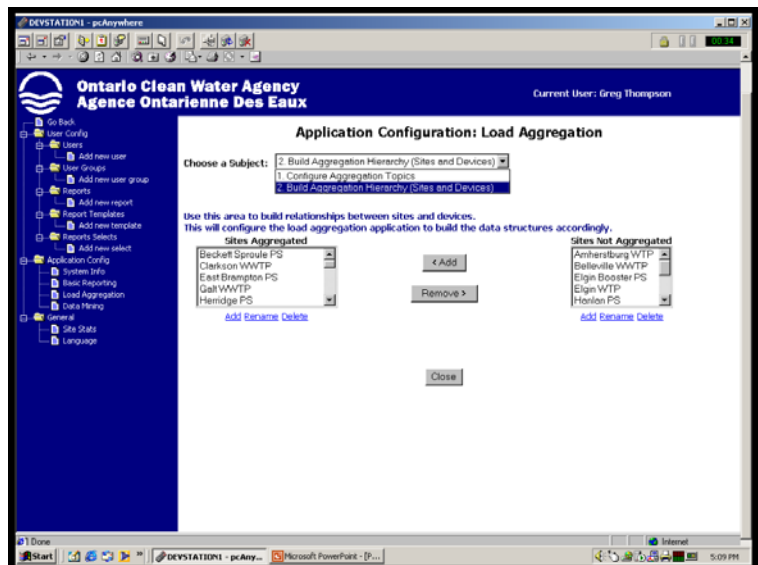 DEVSTATION1 - pcAnywhere
00:34
Ontario Clean Water Agency
Agence Ontarienne Des Eaux
Current User: Greg Thompson
Go Back
User Config
Users
Add new user
User Groups
Add new user group
Reports
Add new report
Report Templates
Add new template
Reports Selects
Add new select
Application Config
System Info
Basic Reporting
Load Aggregation
Data Mining
General
Site Stats
Language
Application Configuration: Load Aggregation
Choose a Subject: 2. Build Aggregation Hierarchy (Sites and Devices)
1. Configure Aggregation Topics
2. Build Aggregation Hierarchy (Sites and Devices)
Use this area to build relationships between sites and devices.
This will configure the load aggregation application to build the data structures accordingly.
Sites Aggregated
Beckett Sproule PS
Clarkson WWTP
East Brampton PS
Galt WWTP
Herridge PS
Add Rename Delete
< Add
Remove >
Sites Not Aggregated
Amherstburg WTP
Belleville WWTP
Elgin Booster PS
Elgin WTP
Hanlan PS
Add Rename Delete
Close
Done
Internet
Start
DEVSTATION1 - pcAny...
Microsoft PowerPoint - [P...
5:09 PM